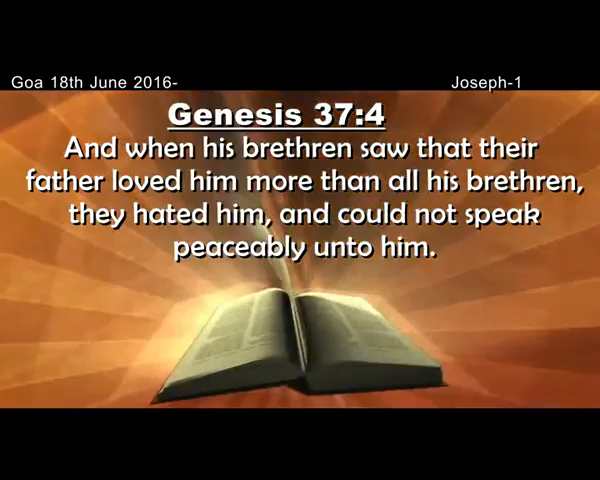 Goa 18th June 2016-
Joseph-1
Genesis 37:4
And when his brethren saw that their
father loved him more than all his brethren,
they hated him, and could not speak
peaceably unto him.